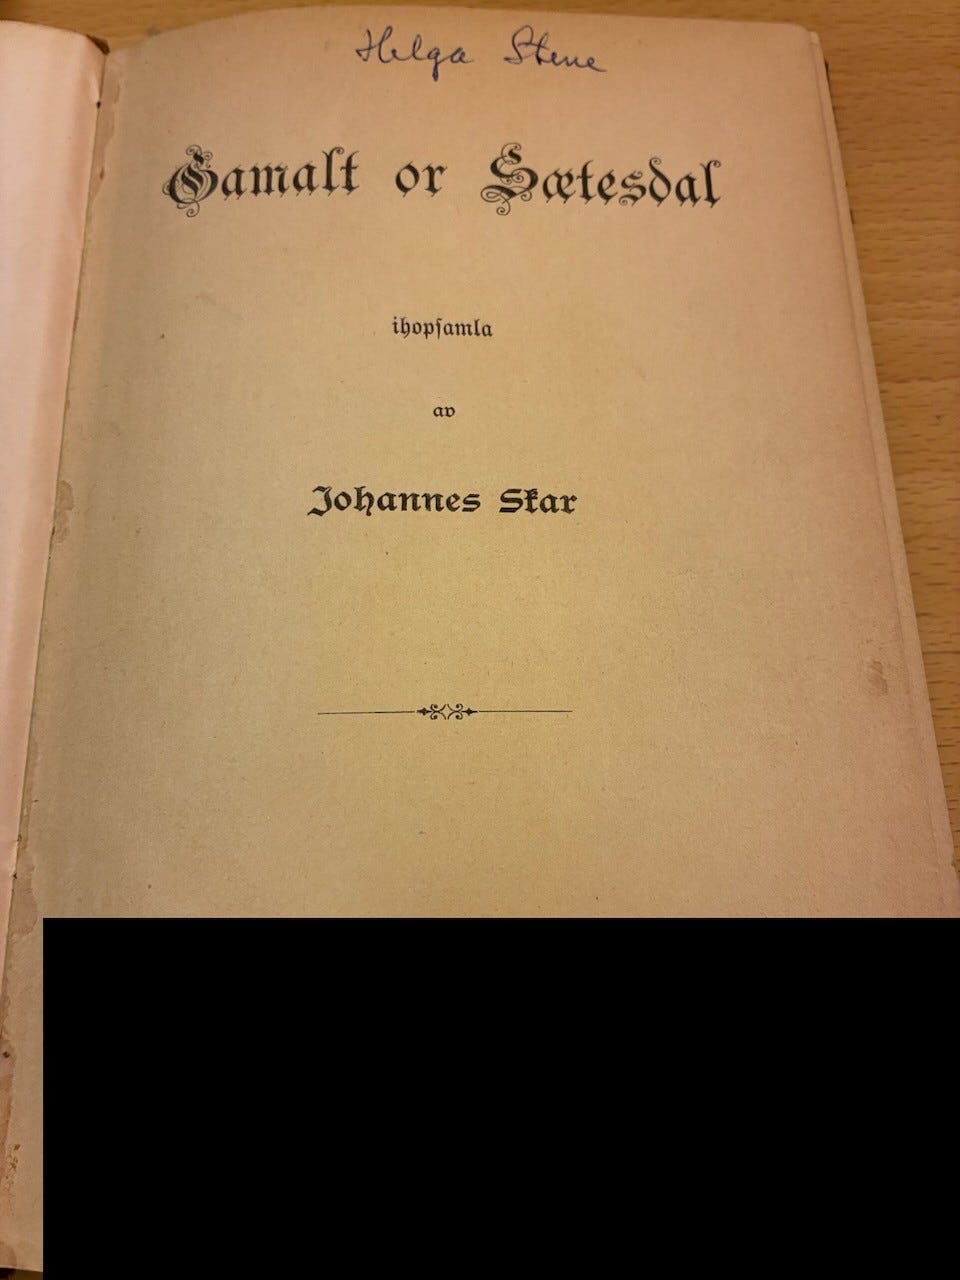 Helga Stene
Gamalt or Sætesdal
ihopſamla
av
Johannes Skar